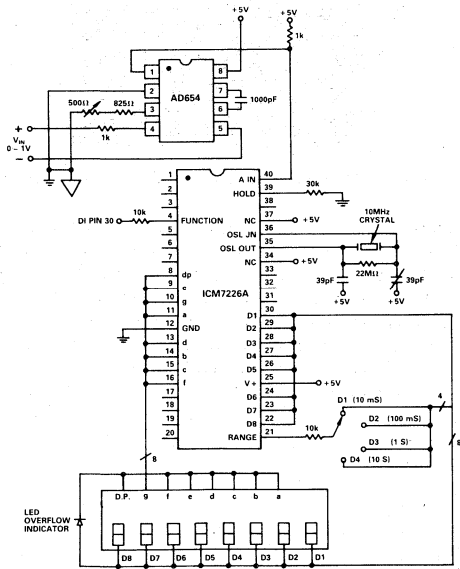 +5V
+5V
1k
1
8
2
7
AD654
1000pF
500Ω
825Ω
3
6
+
4
5
1k
VIN
0 – 1V
–
1
A IN
40
2
HOLD
39
30k
3
38
DI PIN 30
10k
4
FUNCTION
NC
37
+5V
10MHz
CRYSTAL
5
OSL JN
36
6
OSL OUT
35
7
NC
34
+5V
22MΩ
8
dp
33
39pF
39pF
9
c
32
+5V
+5V
10
g
31
ICM7226A
11
a
D1
30
12
GND
D2
29
13
d
D3
28
14
b
D4
27
15
c
D5
26
16
f
V+
25
+5V
17
D6
24
D1 (10 mS)
4
18
D7
23
D2 (100 mS)
19
D8
22
20
RANGE
21
10k
D3 (1 S)
D4 (10 S)
8
8
D.P. g f e d c b a
LED
OVERFLOW
INDICATOR
D8 D7 D6 D5 D4 D3 D2 D1